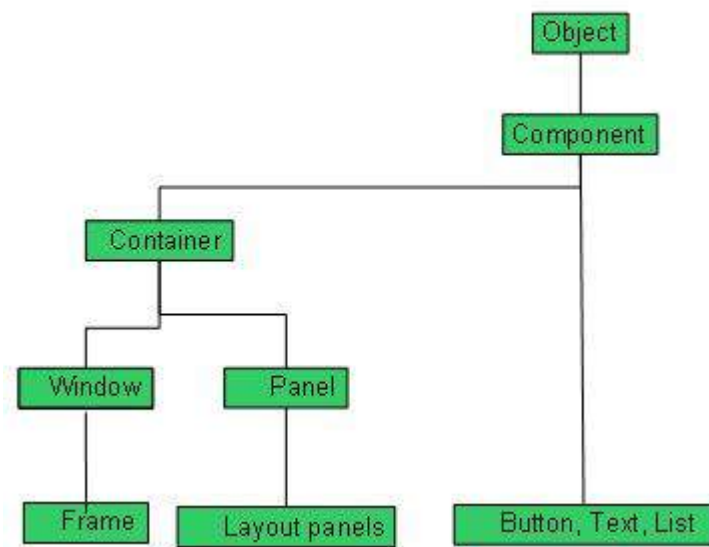 Object
Component
Container
Window
Panel
Frame
Layout panels
Button, Text, List